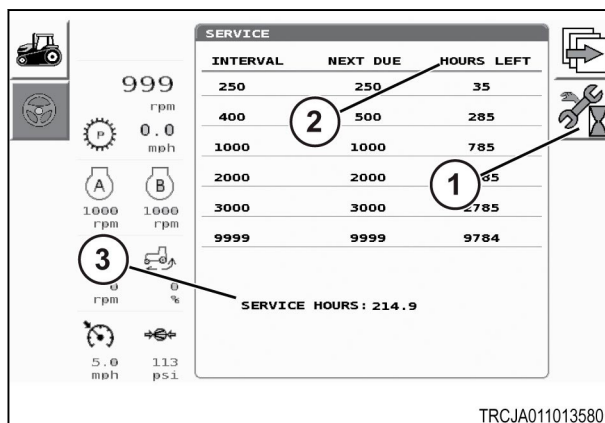 SERVICE
INTERVAL NEXT DUE HOURS LEFT
999
rpm
250 250 35
P
0.0
mph
400 500 285
2
1000 1000 785
A B
1000 1000
rpm rpm
2000 2000
1
3000 3000 2785
9999 9999 9784
3
0
rpm %
SERVICE HOURS: 214.9
5.0 113
mph psi
TRCJA011013580